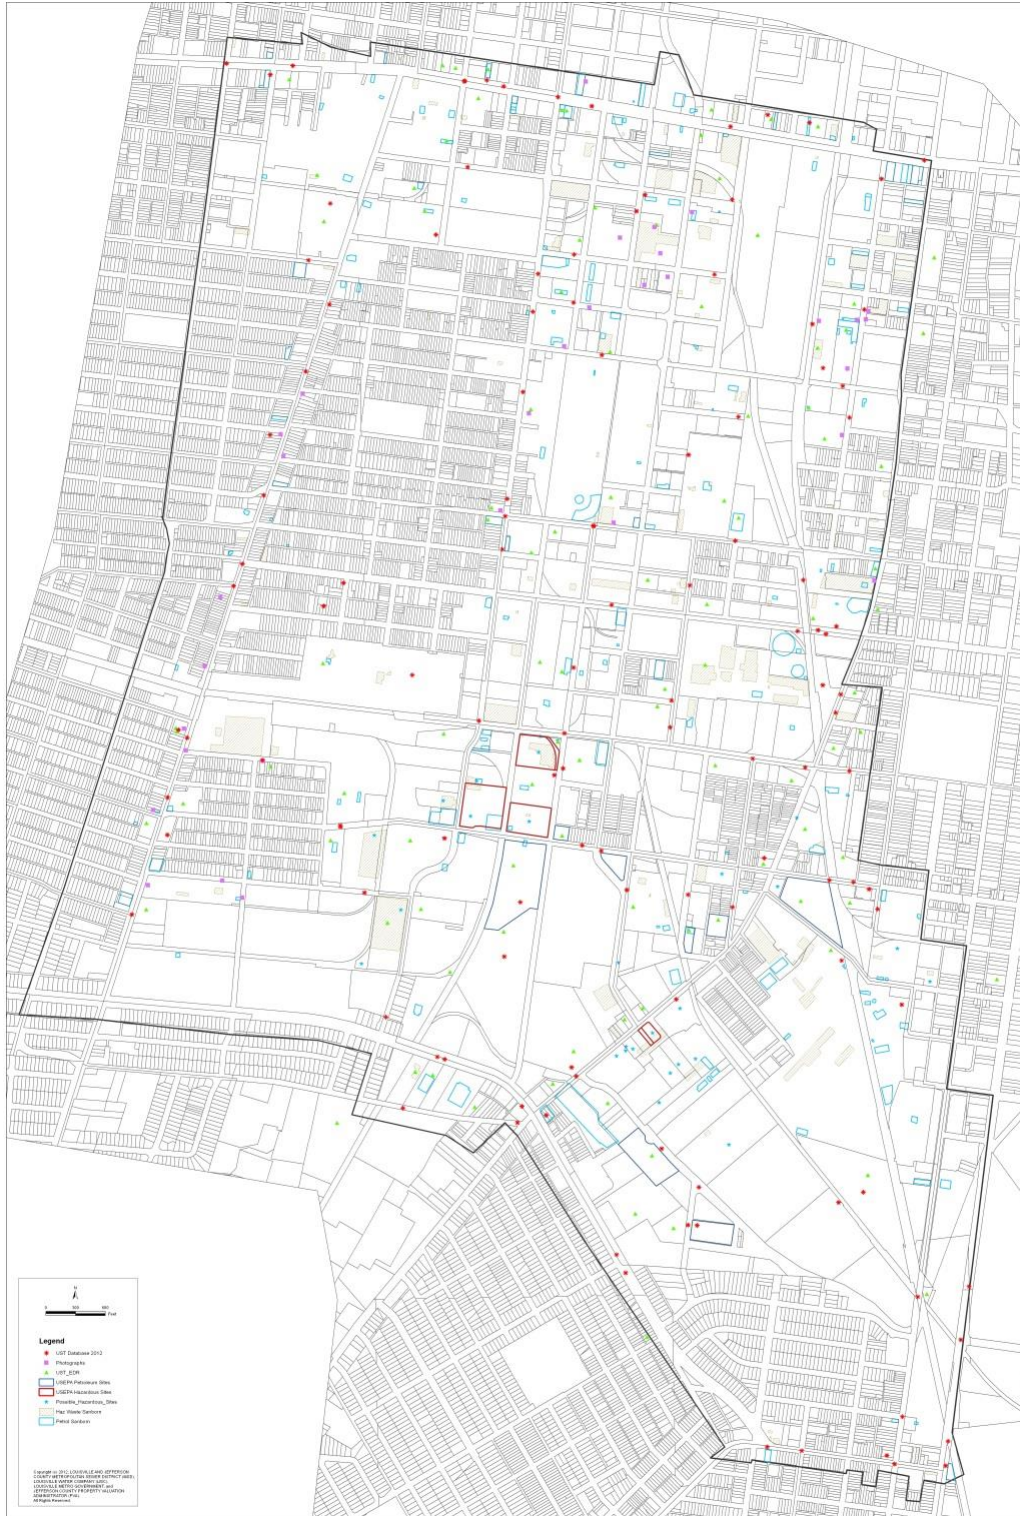 N
0
Feet
Legend
UST Database 2012
Photographs
UST_EDR
USEPA Petroleum Sites
USEPA Hazardous Sites
Possible_Hazardous_Sites
Haz Waste Sanborn
Petrol Sanborn
Copyright (c) 2012, LOUISVILLE AND JEFFERSON
COUNTY METROPOLITAN SEWER DISTRICT (MSD),
LOUISVILLE WATER COMPANY (LWC),
LOUISVILLE METRO GOVERNMENT, and
JEFFERSON COUNTY PROPERTY VALUATION
ADMINISTRATOR (PVA).
All Rights Reserved.